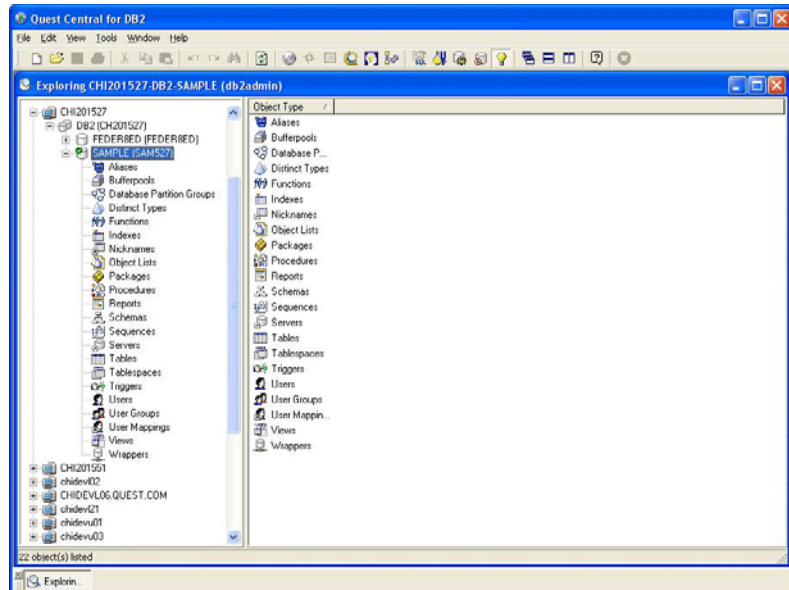 Quest Central for DB2
File Edit View Tools Window Help
Exploring CHI201527-DB2-SAMPLE (db2admin)
CHI201527
DB2 (CH201527)
FEDER8ED (FEDER8ED)
SAMPLE (SAM527)
Aliases
Bufferpools
Database Partition Groups
Distinct Types
Functions
Indexes
Nicknames
Object Lists
Packages
Procedures
Reports
Schemas
Sequences
Servers
Tables
Tablespaces
Triggers
Users
User Groups
User Mappings
Views
Wrappers
CHI201551
chidevl02
CHIDEVL06.QUEST.COM
chidevl21
chidevu01
chidevu03
Object Type
Aliases
Bufferpools
Database P...
Distinct Types
Functions
Indexes
Nicknames
Object Lists
Packages
Procedures
Reports
Schemas
Sequences
Servers
Tables
Tablespaces
Triggers
Users
User Groups
User Mappin...
Views
Wrappers
22 object(s) listed
Explorin...